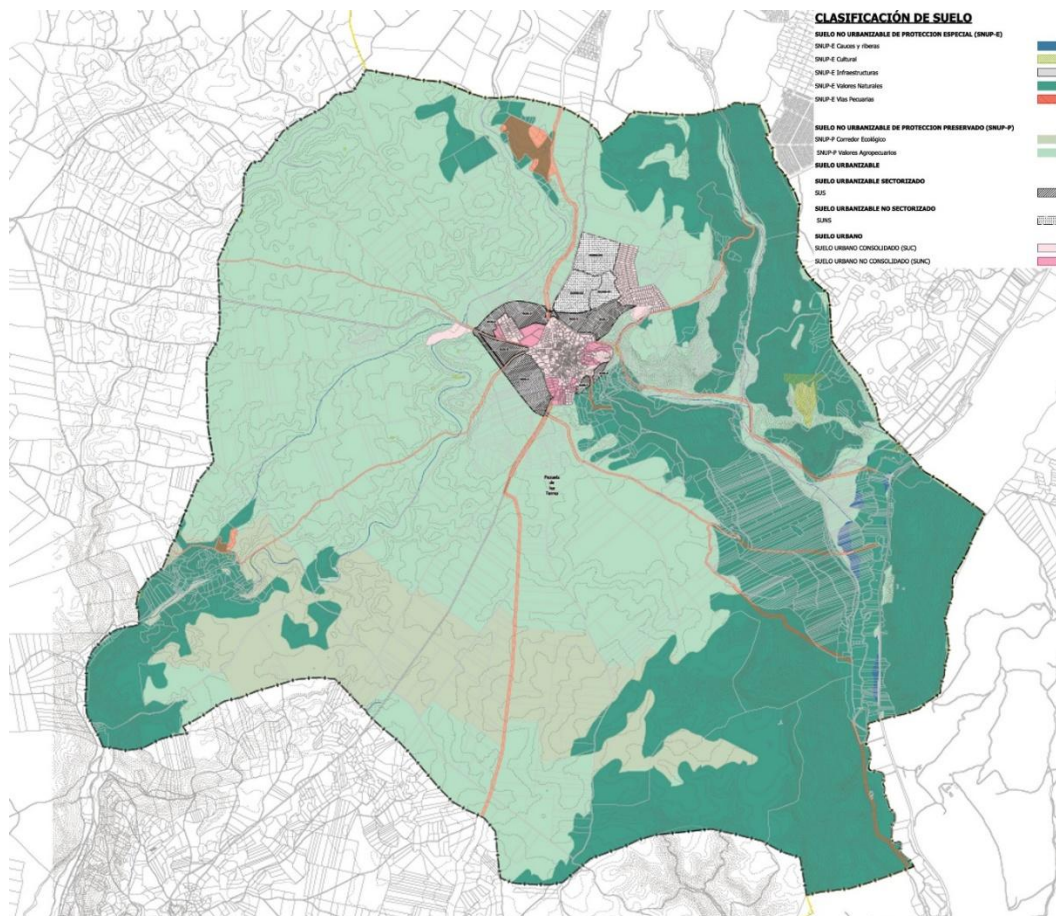 CLASIFICACIÓN DE SUELO
SUELO NO URBANIZABLE DE PROTECCION ESPECIAL (SNUP-E)
SNUP-E Cauces y riberas
SNUP-E Cultural
SNUP-E Infraestructuras
SNUP-E Valores Naturales
SNUP-E Vías Pecuarias
SUELO NO URBANIZABLE DE PROTECCION PRESERVADO (SNUP-P)
SNUP-P Corredor Ecológico
SNUP-P Valores Agropecuarios
SUELO URBANIZABLE
SUELO URBANIZABLE SECTORIZADO
SUS
SUELO URBANIZABLE NO SECTORIZADO
SUNS
SUELO URBANO
SUELO URBANO CONSOLIDADO (SUC)
SUELO URBANO NO CONSOLIDADO (SUNC)
de
las
Torres